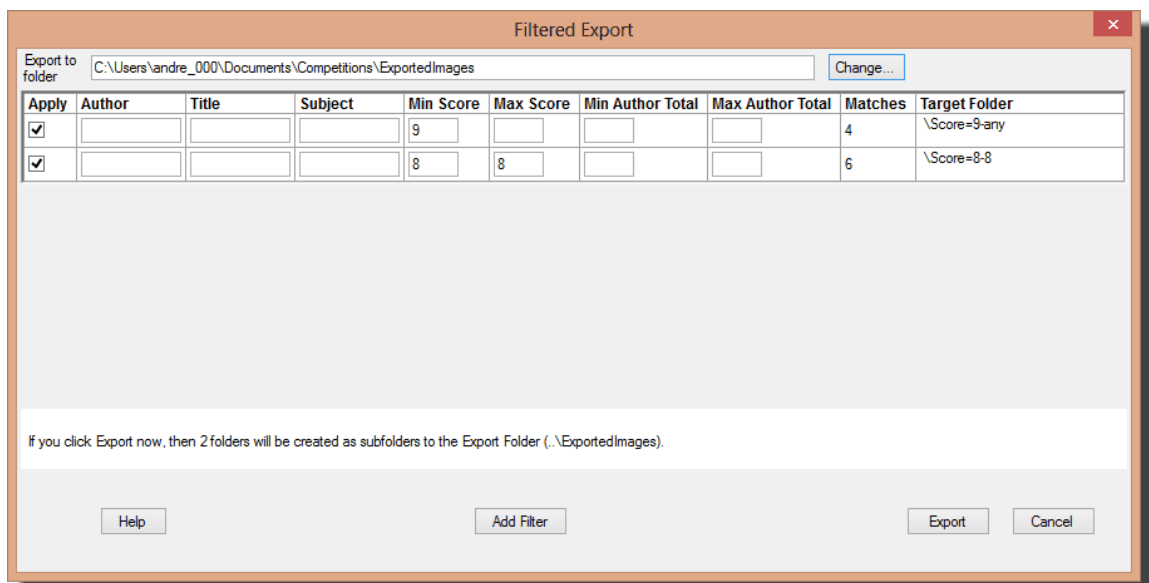 Filtered Export
Export to folder C:\Users\andre_000\Documents\Competitions\ExportedImages Change...
Apply Author Title Subject Min Score Max Score Min Author Total Max Author Total Matches Target Folder
9 4 \Score=9-any
8 8 6 \Score=8-8
If you click Export now, then 2 folders will be created as subfolders to the Export Folder (..\ExportedImages).
Help Add Filter Export Cancel